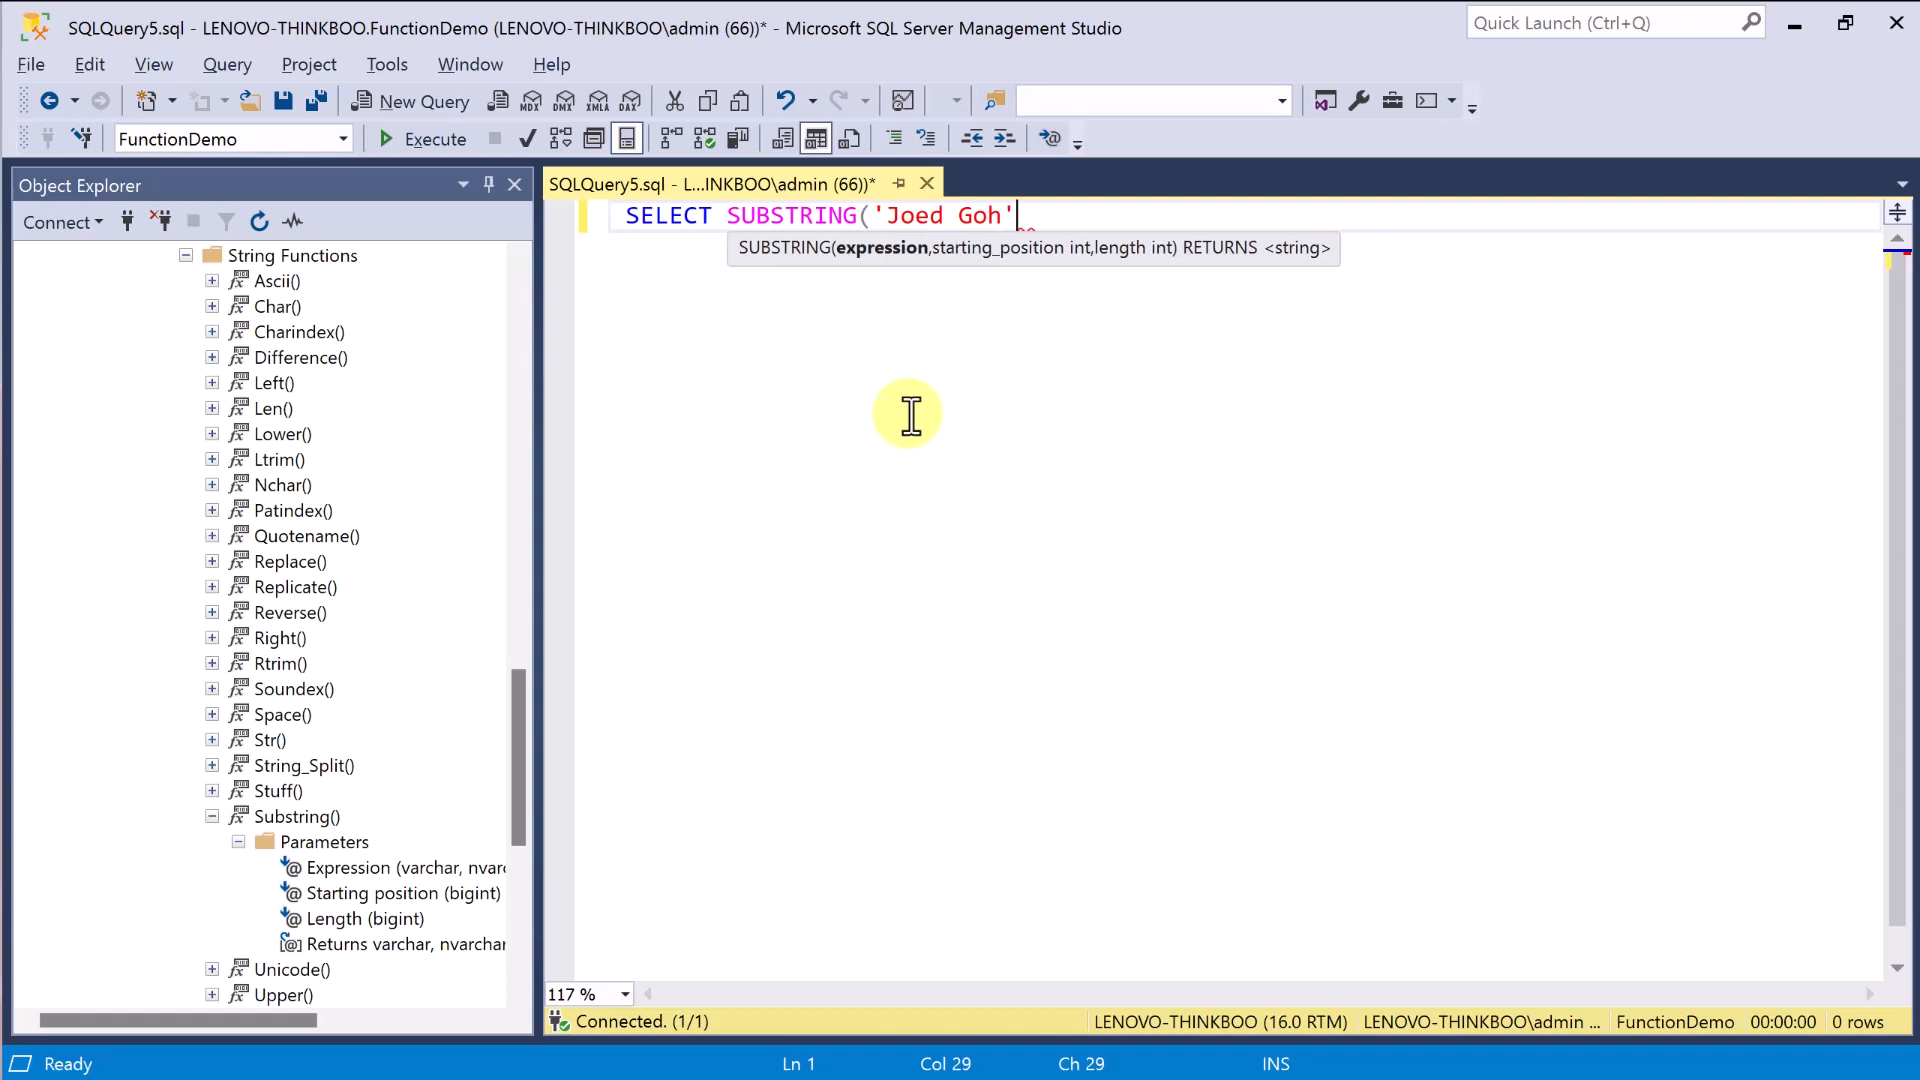 SQLQuery5.sql - LENOVO-THINKBOO.FunctionDemo (LENOVO-THINKBOO\admin (66))* - Microsoft SQL Server Management Studio
Quick Launch (Ctrl+Q)
File Edit View Query Project Tools Window Help
New Query MDX DMX XMLA DAX
FunctionDemo Execute
Object Explorer
SQLQuery5.sql - L...INKBOO\admin (66))*
Connect
SELECT SUBSTRING('Joed Goh'
SUBSTRING(expression,starting_position int,length int) RETURNS <string>
String Functions
Ascii()
Char()
Charindex()
Difference()
Left()
Len()
Lower()
Ltrim()
Nchar()
Patindex()
Quotename()
Replace()
Replicate()
Reverse()
Right()
Rtrim()
Soundex()
Space()
Str()
String_Split()
Stuff()
Substring()
Parameters
Expression (varchar, nvarc
Starting position (bigint)
Length (bigint)
Returns varchar, nvarchar
Unicode()
Upper()
117 %
Connected. (1/1) LENOVO-THINKBOO (16.0 RTM) LENOVO-THINKBOO\admin ... FunctionDemo 00:00:00 0 rows
Ready Ln 1 Col 29 Ch 29 INS